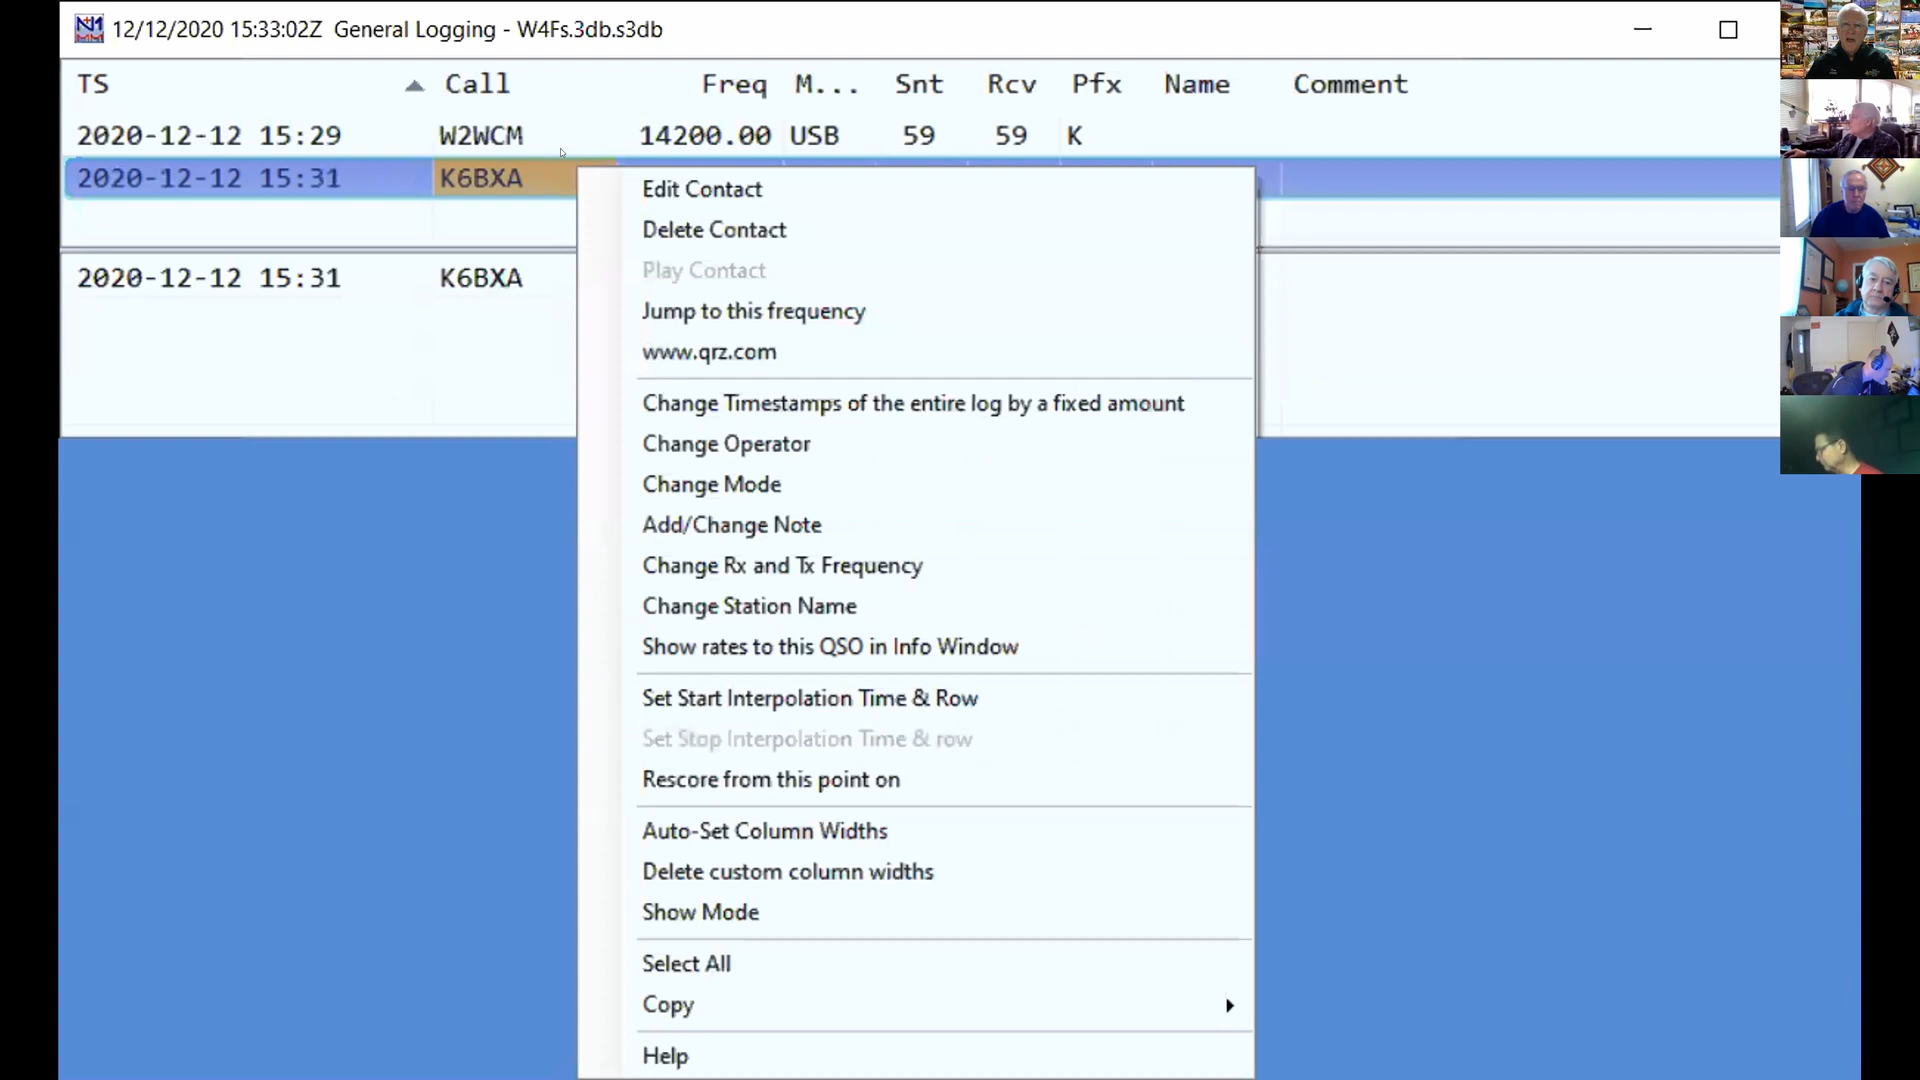 12/12/2020 15:33:02Z General Logging - W4Fs.3db.s3db
TS Call Freq M... Snt Rcv Pfx Name Comment
2020-12-12 15:29 W2WCM 14200.00 USB 59 59 K
2020-12-12 15:31 K6BXA
2020-12-12 15:31 K6BXA
Edit Contact
Delete Contact
Play Contact
Jump to this frequency
www.qrz.com
Change Timestamps of the entire log by a fixed amount
Change Operator
Change Mode
Add/Change Note
Change Rx and Tx Frequency
Change Station Name
Show rates to this QSO in Info Window
Set Start Interpolation Time & Row
Set Stop Interpolation Time & row
Rescore from this point on
Auto-Set Column Widths
Delete custom column widths
Show Mode
Select All
Copy
Help